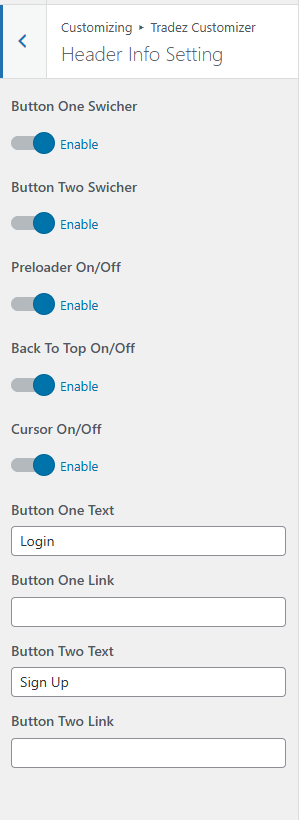 Customizing ▸ Tradez Customizer
Header Info Setting
Button One Swicher
Enable
Button Two Swicher
Enable
Preloader On/Off
Enable
Back To Top On/Off
Enable
Cursor On/Off
Enable
Button One Text
Login
Button One Link
Button Two Text
Sign Up
Button Two Link